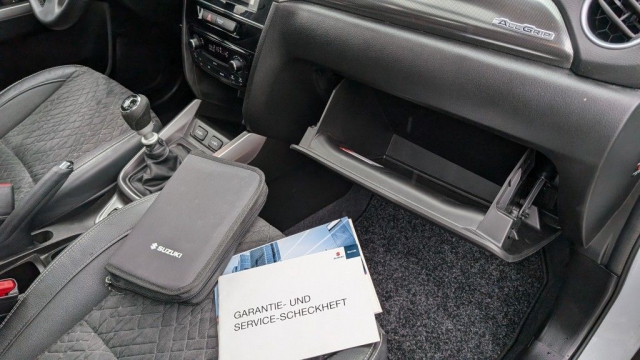 ALLGRIP
SUZUKI
GARANTIE- UND
SERVICE-SCHECKHEFT